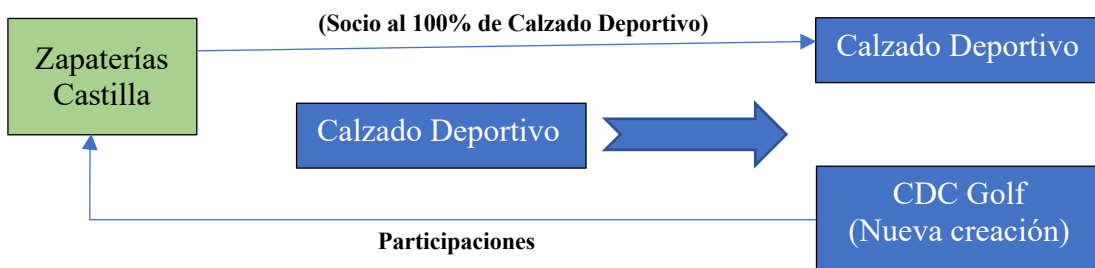 (Socio al 100% de Calzado Deportivo)
Zapaterías
Castilla
Calzado Deportivo
Calzado Deportivo
CDC Golf
(Nueva creación)
Participaciones